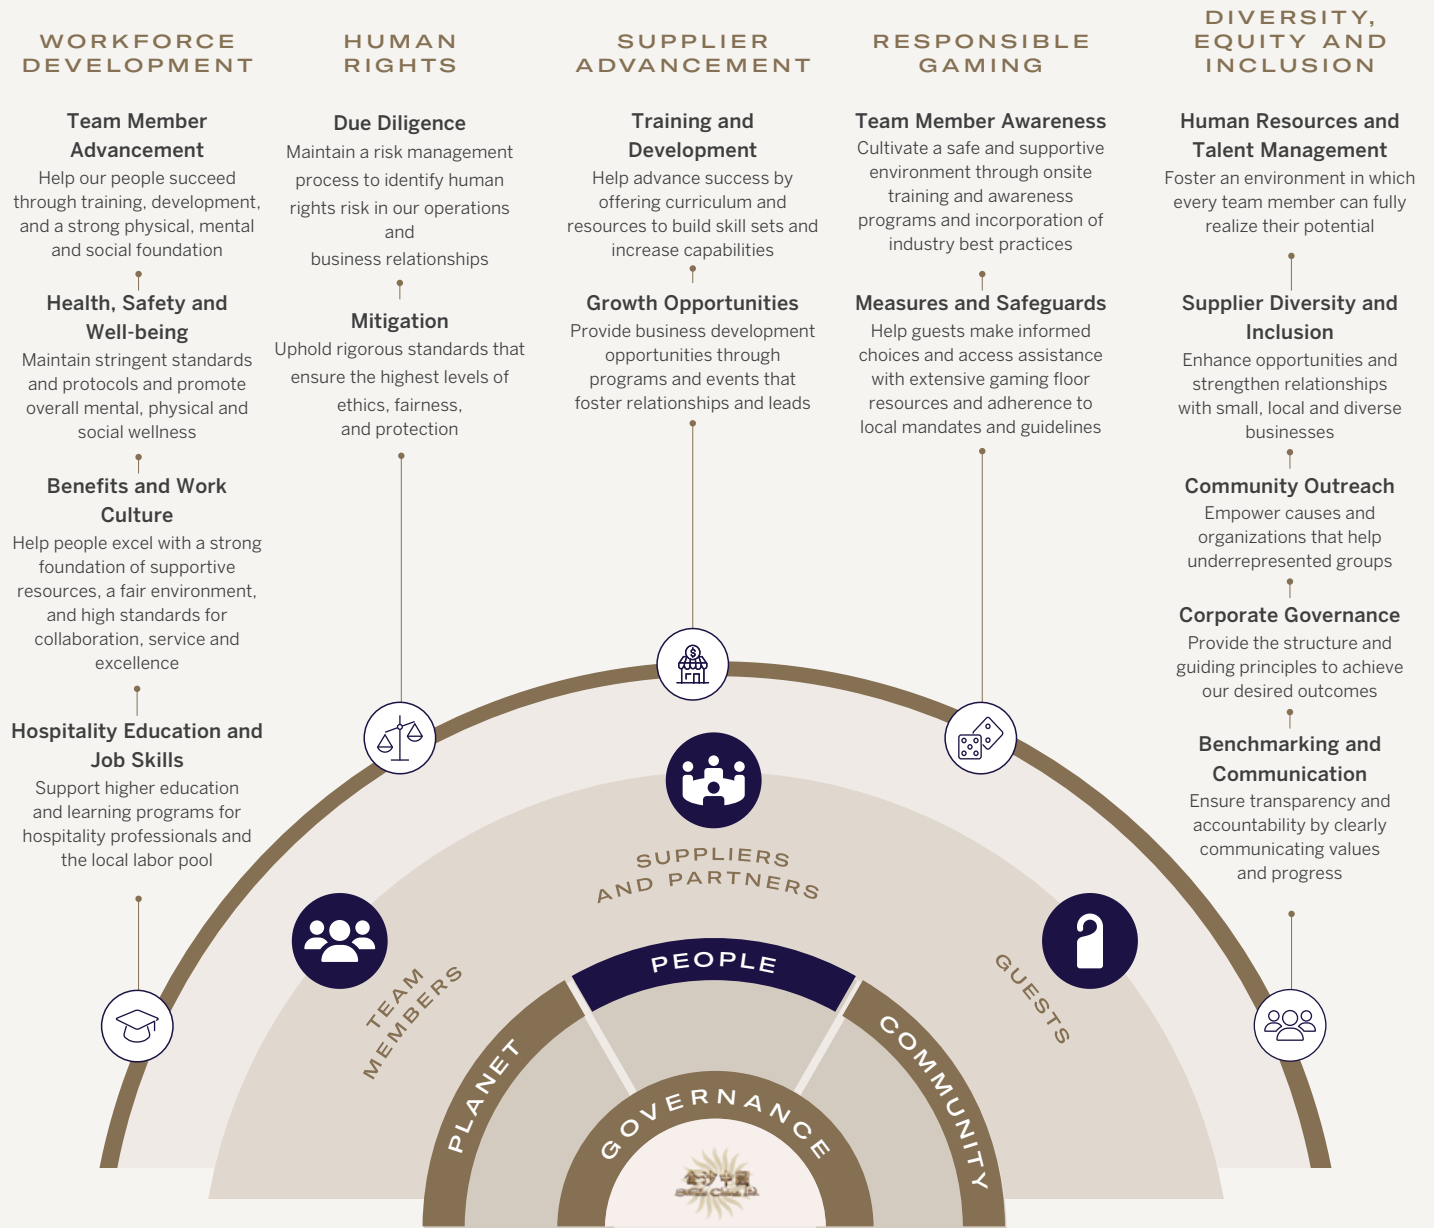 WORKFORCE
DEVELOPMENT
Team Member
Advancement
Help our people succeed
through training, development,
and a strong physical, mental
and social foundation
Health, Safety and
Well-being
Maintain stringent standards
and protocols and promote
overall mental, physical and
social wellness
Benefits and Work
Culture
Help people excel with a strong
foundation of supportive
resources, a fair environment,
and high standards for
collaboration, service and
excellence
Hospitality Education and
Job Skills
Support higher education
and learning programs for
hospitality professionals and
the local labor pool
HUMAN
RIGHTS
Due Diligence
Maintain a risk management
process to identify human
rights risk in our operations
and
business relationships
Mitigation
Uphold rigorous standards that
ensure the highest levels of
ethics, fairness,
and protection
SUPPLIER
ADVANCEMENT
Training and
Development
Help advance success by
offering curriculum and
resources to build skill sets and
increase capabilities
Growth Opportunities
Provide business development
opportunities through
programs and events that
foster relationships and leads
RESPONSIBLE
GAMING
Team Member Awareness
Cultivate a safe and supportive
environment through onsite
training and awareness
programs and incorporation of
industry best practices
Measures and Safeguards
Help guests make informed
choices and access assistance
with extensive gaming floor
resources and adherence to
local mandates and guidelines
DIVERSITY,
EQUITY AND
INCLUSION
Human Resources and
Talent Management
Foster an environment in which
every team member can fully
realize their potential
Supplier Diversity and
Inclusion
Enhance opportunities and
strengthen relationships
with small, local and diverse
businesses
Community Outreach
Empower causes and
organizations that help
underrepresented groups
Corporate Governance
Provide the structure and
guiding principles to achieve
our desired outcomes
Benchmarking and
Communication
Ensure transparency and
accountability by clearly
communicating values
and progress
SUPPLIERS
AND PARTNERS
TEAM
MEMBERS
GUESTS
PEOPLE
PLANET
COMMUNITY
GOVERNANCE
金沙中國
Sands China Ltd.